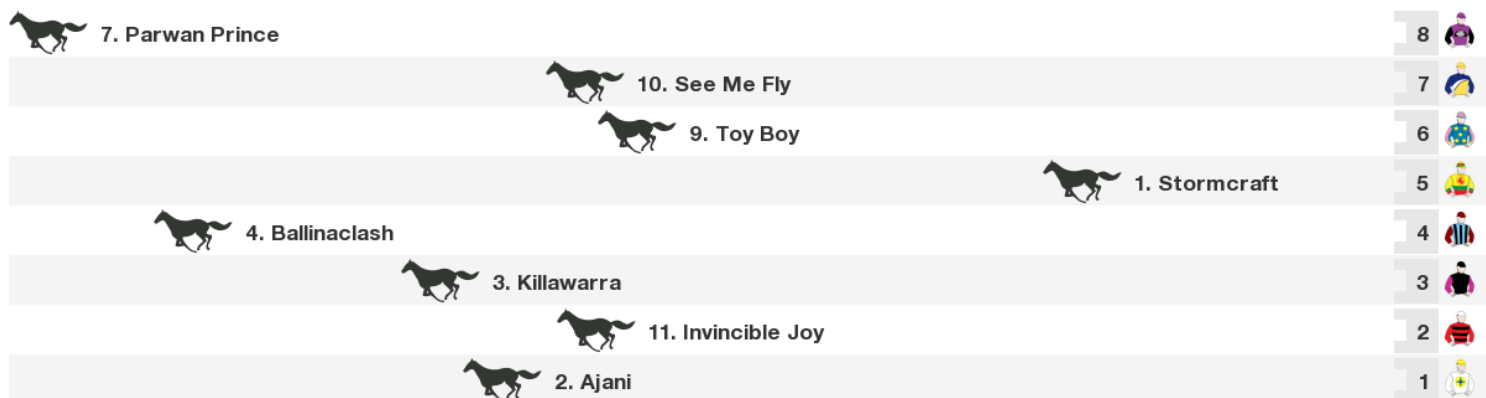 7. Parwan Prince 8
10. See Me Fly 7
9. Toy Boy 6
1. Stormcraft 5
4. Ballinaclash 4
3. Killawarra 3
11. Invincible Joy 2
2. Ajani 1